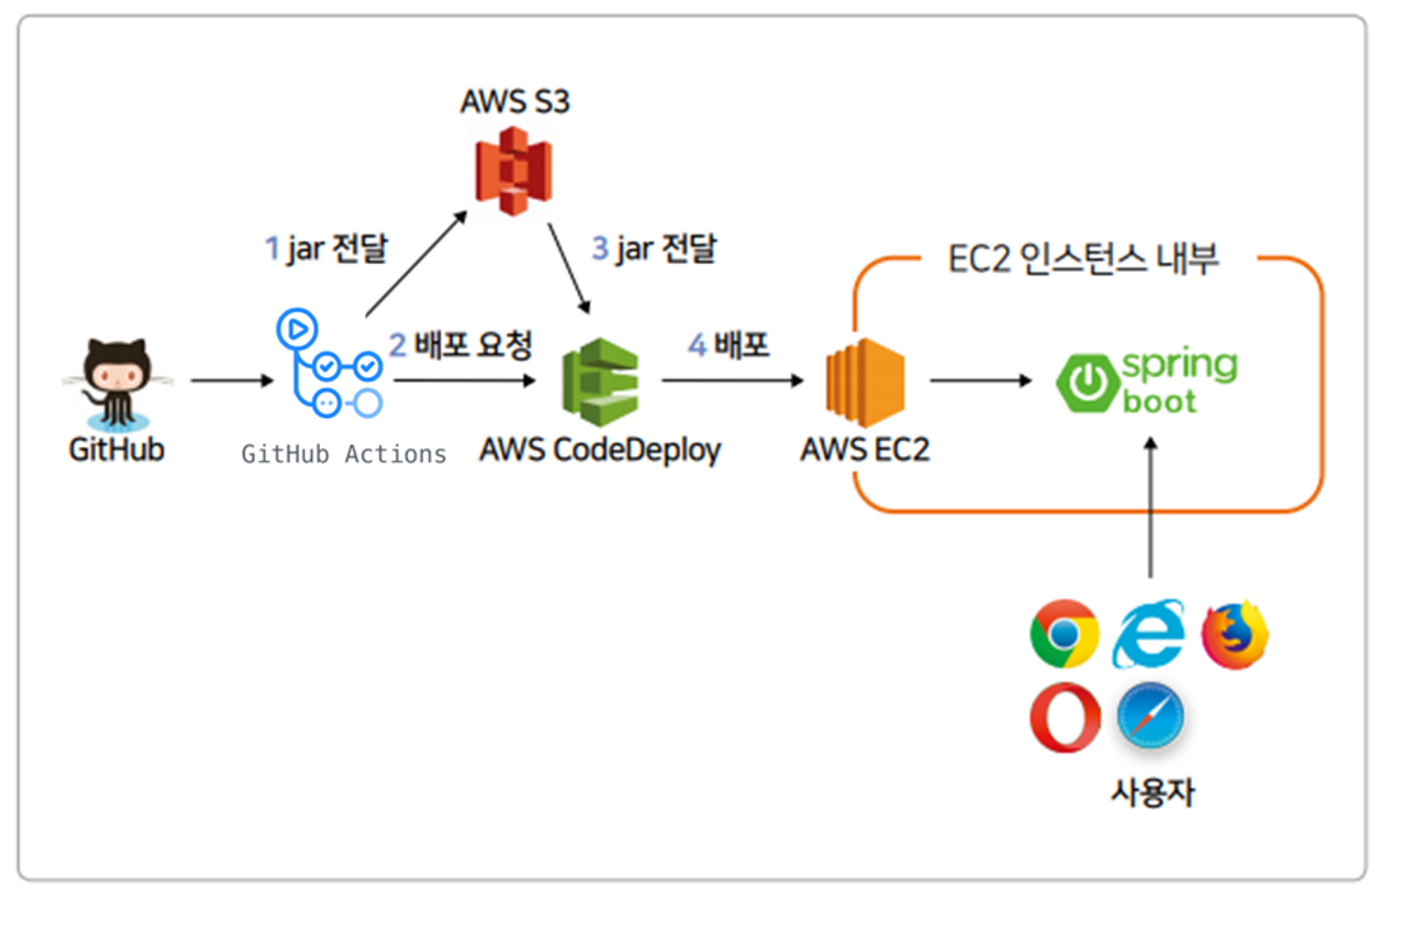 AWS S3
1 jar 전달
3 jar 전달
EC2 인스턴스 내부
2 배포 요청
4 배포
spring
boot
GitHub
GitHub Actions
AWS CodeDeploy
AWS EC2
사용자